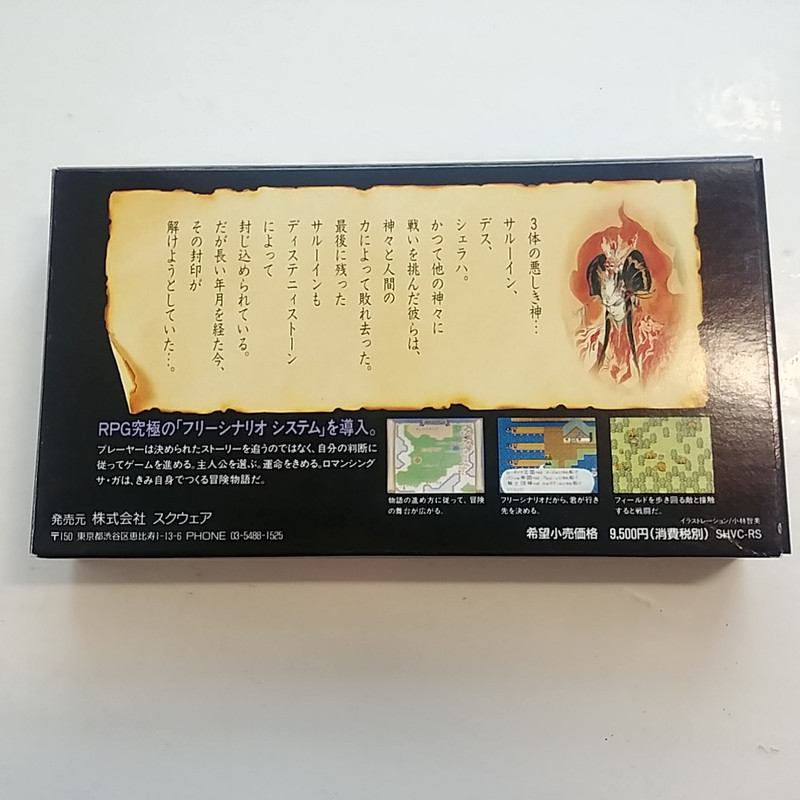 3体の悪しき神…
サルーイン、
デス、
シェラハ。
かつて他の神々に
戦いを挑んだ彼らは、
神々と人間の
力によって敗れ去った。
最後に残った
サルーインも
ディスティニィストーン
によって
封じ込められている。
だが長い年月を経た今、
その封印が
解けようとしていた…。
RPG究極の「フリーシナリオ システム」を導入。
プレーヤーは決められたストーリーを追うのではなく、自分の判断に
従ってゲームを進める。主人公を選ぶ。運命をきめる。ロマンシング
サ・ガは、きみ自身でつくる冒険物語だ。
物語の進め方に従って、冒険
の舞台が広がる。
フリーシナリオだから、君が行き
先を決める。
フィールドを歩き回る敵と接触
すると戦闘だ。
イラストレーション/小林智美
発売元 株式会社 スクウェア
〒150 東京都渋谷区恵比寿1-13-6 PHONE 03-5488-1525
希望小売価格 9,500円(消費税別) SHVC-RS